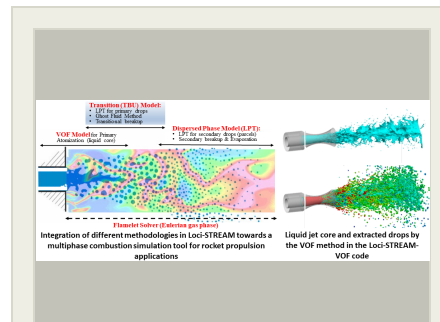 Transition (TBU) Model:
• LPT for primary drops
• Ghost Fluid Method
• Transitional breakup
VOF Model for Primary
Atomization (liquid core)
Dispersed Phase Model (LPT):
• LPT for secondary drops (parcels)
• Secondary breakup & Evaporation
Flamelet Solver (Eulerian gas phase)
Integration of different methodologies in Loci-STREAM towards a
multiphase combustion simulation tool for rocket propulsion
applications
Liquid jet core and extracted drops by
the VOF method in the Loci-STREAM-
VOF code